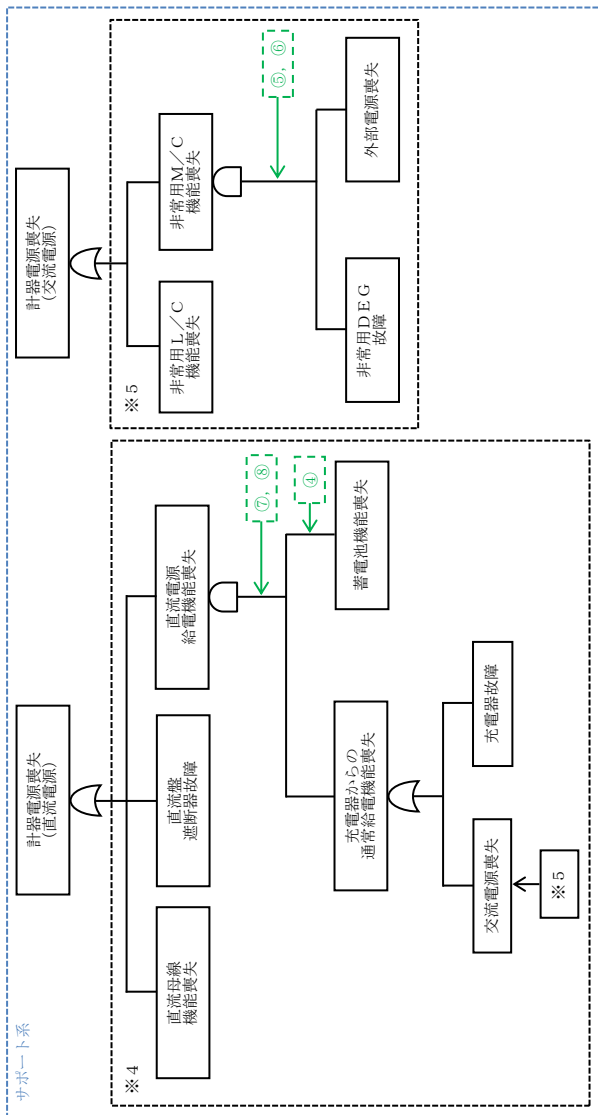 サポート系
計器電源喪失
(直流電源)
※4
直流母線
機能喪失
直流盤
遮断器故障
直流電源
給電機能喪失
⑦，⑧
④
充電器からの
通常給電機能喪失
蓄電池機能喪失
交流電源喪失
充電器故障
※5
計器電源喪失
(交流電源)
※5
非常用L／C
機能喪失
非常用M／C
機能喪失
⑤，⑥
非常用DEG
故障
外部電源喪失